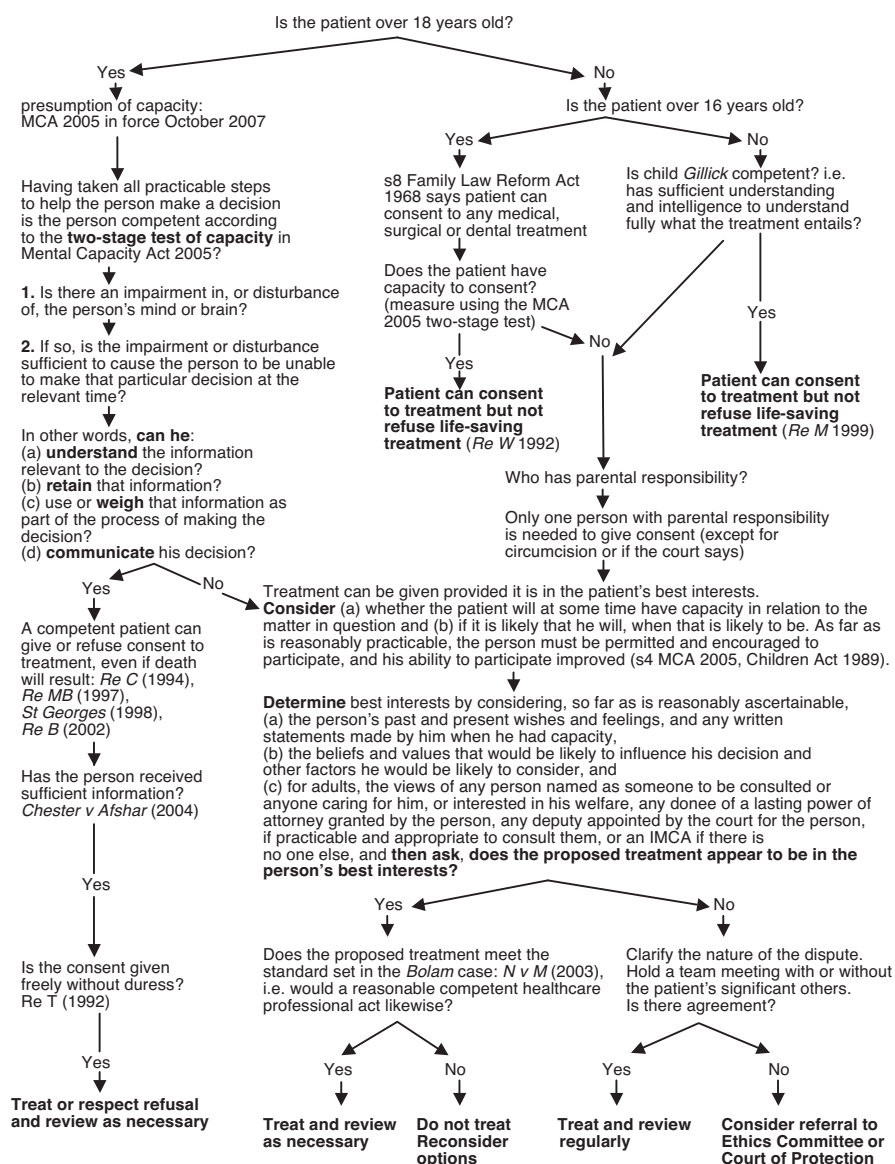 Is the patient over 18 years old?
Yes
No
presumption of capacity:
MCA 2005 in force October 2007
Having taken all practicable steps
to help the person make a decision
is the person competent according
to the two-stage test of capacity in
Mental Capacity Act 2005?
1. Is there an impairment in, or disturbance
of, the person's mind or brain?
2. If so, is the impairment or disturbance
sufficient to cause the person to be unable
to make that particular decision at the
relevant time?
In other words, can he:
(a) understand the information
relevant to the decision?
(b) retain that information?
(c) use or weigh that information as
part of the process of making the
decision?
(d) communicate his decision?
Yes
No
A competent patient can
give or refuse consent to
treatment, even if death
will result: Re C (1994),
Re MB (1997),
St Georges (1998),
Re B (2002)
Has the person received
sufficient information?
Chester v Afshar (2004)
Yes
Is the consent given
freely without duress?
Re T (1992)
Yes
Treat or respect refusal
and review as necessary
Is the patient over 16 years old?
Yes
No
s8 Family Law Reform Act
1968 says patient can
consent to any medical,
surgical or dental treatment
Does the patient have
capacity to consent?
(measure using the MCA
2005 two-stage test)
No
Yes
Patient can consent
to treatment but not
refuse life-saving
treatment (Re W 1992)
Is child Gillick competent? i.e.
has sufficient understanding
and intelligence to understand
fully what the treatment entails?
Yes
Patient can consent
to treatment but not
refuse life-saving
treatment (Re M 1999)
Who has parental responsibility?
Only one person with parental responsibility
is needed to give consent (except for
circumcision or if the court says)
Treatment can be given provided it is in the patient's best interests.
Consider (a) whether the patient will at some time have capacity in relation to the
matter in question and (b) if it is likely that he will, when that is likely to be. As far as
is reasonably practicable, the person must be permitted and encouraged to
participate, and his ability to participate improved (s4 MCA 2005, Children Act 1989).
Determine best interests by considering, so far as is reasonably ascertainable,
(a) the person's past and present wishes and feelings, and any written
statements made by him when he had capacity,
(b) the beliefs and values that would be likely to influence his decision and
other factors he would be likely to consider, and
(c) for adults, the views of any person named as someone to be consulted or
anyone caring for him, or interested in his welfare, any donee of a lasting power of
attorney granted by the person, any deputy appointed by the court for the person,
if practicable and appropriate to consult them, or an IMCA if there is
no one else, and then ask, does the proposed treatment appear to be in the
person's best interests?
Yes
No
Does the proposed treatment meet the
standard set in the Bolam case: N v M (2003),
i.e. would a reasonable competent healthcare
professional act likewise?
Yes
No
Treat and review
as necessary
Do not treat
Reconsider
options
Clarify the nature of the dispute.
Hold a team meeting with or without
the patient's significant others.
Is there agreement?
Yes
No
Treat and review
regularly
Consider referral to
Ethics Committee or
Court of Protection